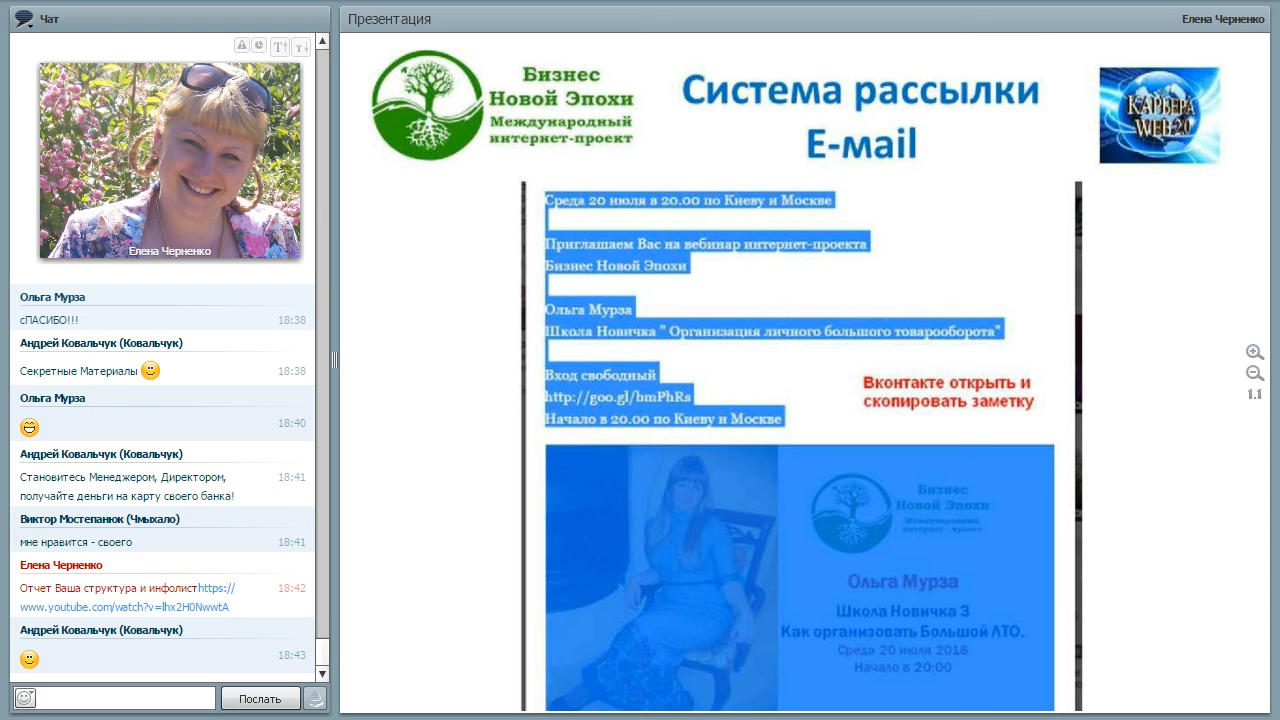 Чат
Елена Черненко
Ольга Мурза
сПАСИБО!!!
18:38
Андрей Ковальчук (Ковальчук)
Секретные Материалы
18:38
Ольга Мурза
18:40
Андрей Ковальчук (Ковальчук)
Становитесь Менеджером, Директором,
18:41
получайте деньги на карту своего банка!
Виктор Мостепанюк (Чмыхало)
мне нравится - своего
18:41
Елена Черненко
Отчет Ваша структура и инфолистhttps://
18:42
www.youtube.com/watch?v=lhx2H0NwwtA
Андрей Ковальчук (Ковальчук)
18:43
Послать
Презентация
Елена Черненко
Бизнес
Новой Эпохи
Международный
интернет-проект
Система рассылки
E-мail
КАРЬЕРА
WEB 2.0
Среда 20 июля в 20.00 по Киеву и Москве
Приглашаем Вас на вебинар интернет-проекта
Бизнес Новой Эпохи
Ольга Мурза
Школа Новичка " Организация личного большого товарооборота"
Вход свободный
http://goo.gl/bmPhRs
Начало в 20.00 по Киеву и Москве
Вконтакте открыть и
скопировать заметку
Бизнес
Новой Эпохи
Международный
интернет - проект
Ольга Мурза
Школа Новичка 3
Как организовать Большой ЛТО.
Среда 20 июля 2016
Начало в 20:00
1.1